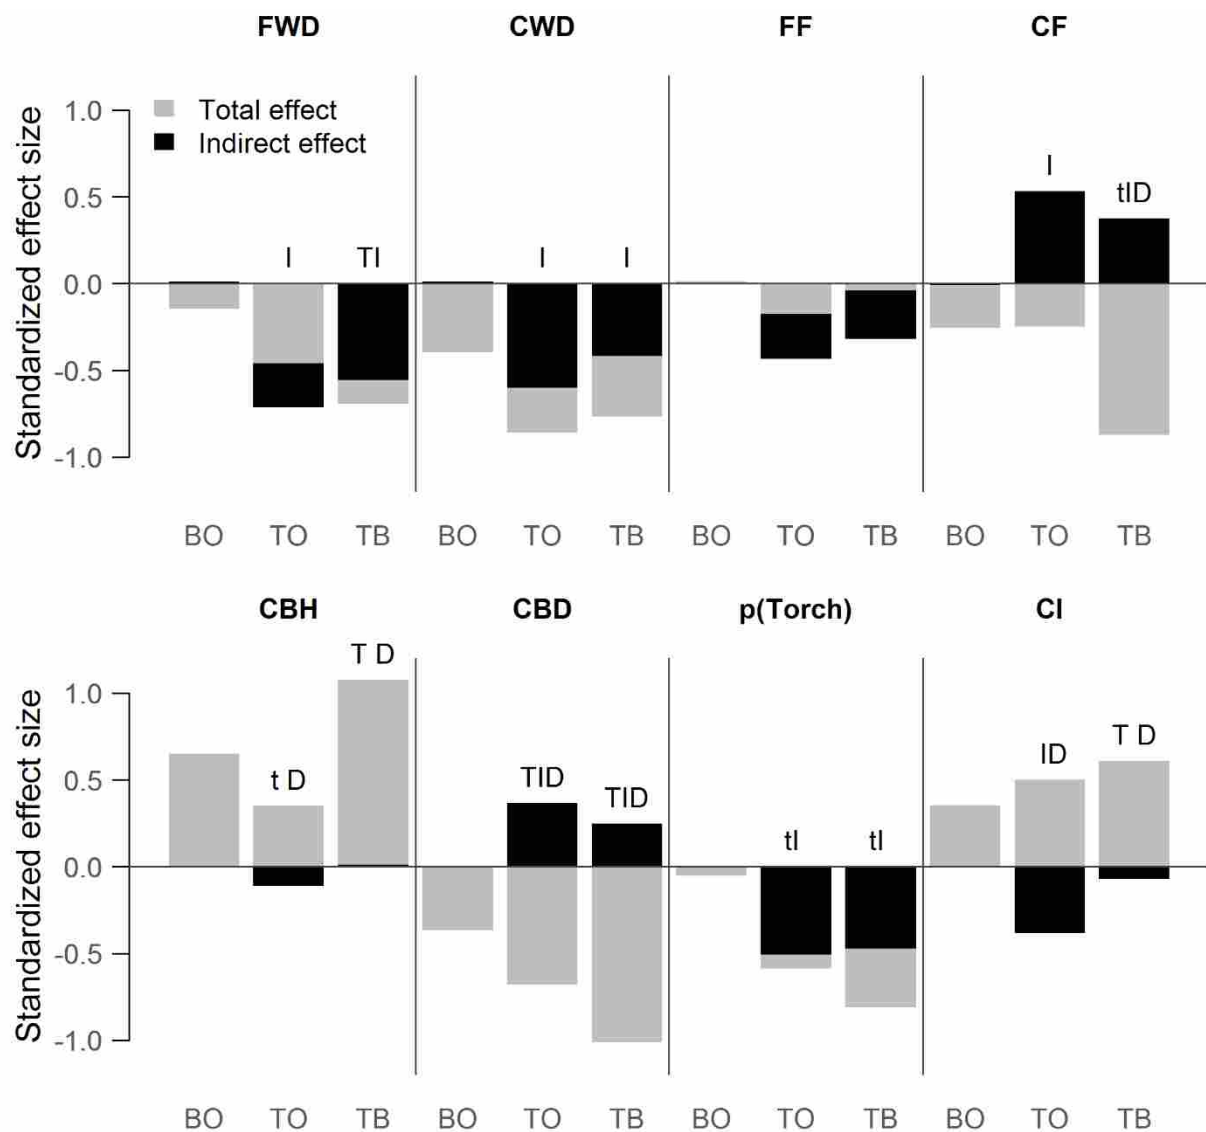 FWD CWD FF CF
Standardized effect size
1.0
0.5
0.0
-0.5
-1.0
Total effect
Indirect effect
I TI I I I tID
BO TO TB BO TO TB BO TO TB BO TO TB
CBH CBD p(Torch) CI
Standardized effect size
1.0
0.5
0.0
-0.5
-1.0
t D T D TID TID tI tI ID T D
BO TO TB BO TO TB BO TO TB BO TO TB